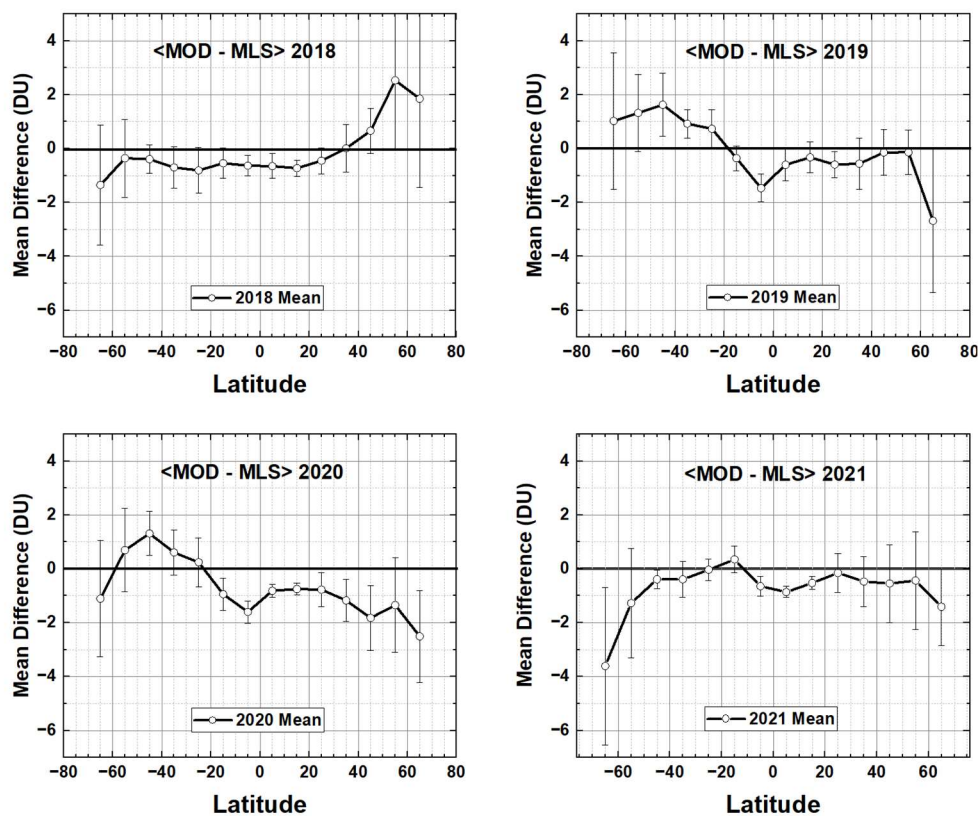 <MOD - MLS> 2018
Mean Difference (DU)
4
2
0
−2
−4
−6
2018 Mean
−80 −60 −40 −20 0 20 40 60 80
Latitude
<MOD - MLS> 2019
Mean Difference (DU)
4
2
0
−2
−4
−6
2019 Mean
−80 −60 −40 −20 0 20 40 60 80
Latitude
<MOD - MLS> 2020
Mean Difference (DU)
4
2
0
−2
−4
−6
2020 Mean
−80 −60 −40 −20 0 20 40 60 80
Latitude
<MOD - MLS> 2021
Mean Difference (DU)
4
2
0
−2
−4
−6
2021 Mean
−60 −40 −20 0 20 40 60
Latitude